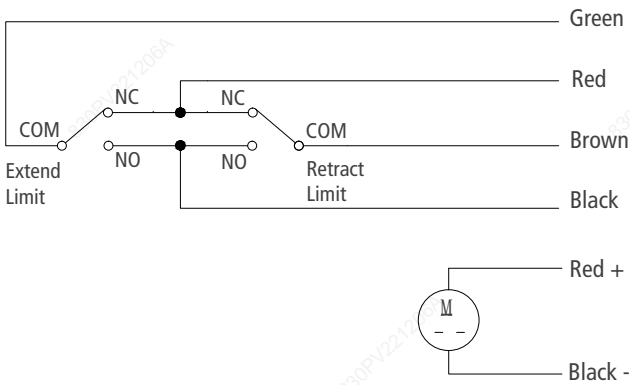 Green
Red
NC
NC
COM
COM
Brown
NO
NO
Extend
Limit
Retract
Limit
Black
Red +
M
Black -